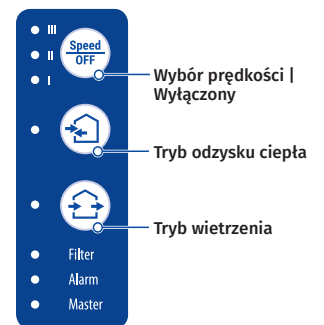 III
II
I
Speed
OFF
Wybór prędkości |
Wyłączony
Tryb odzysku ciepła
Tryb wietrzenia
Filter
Alarm
Master